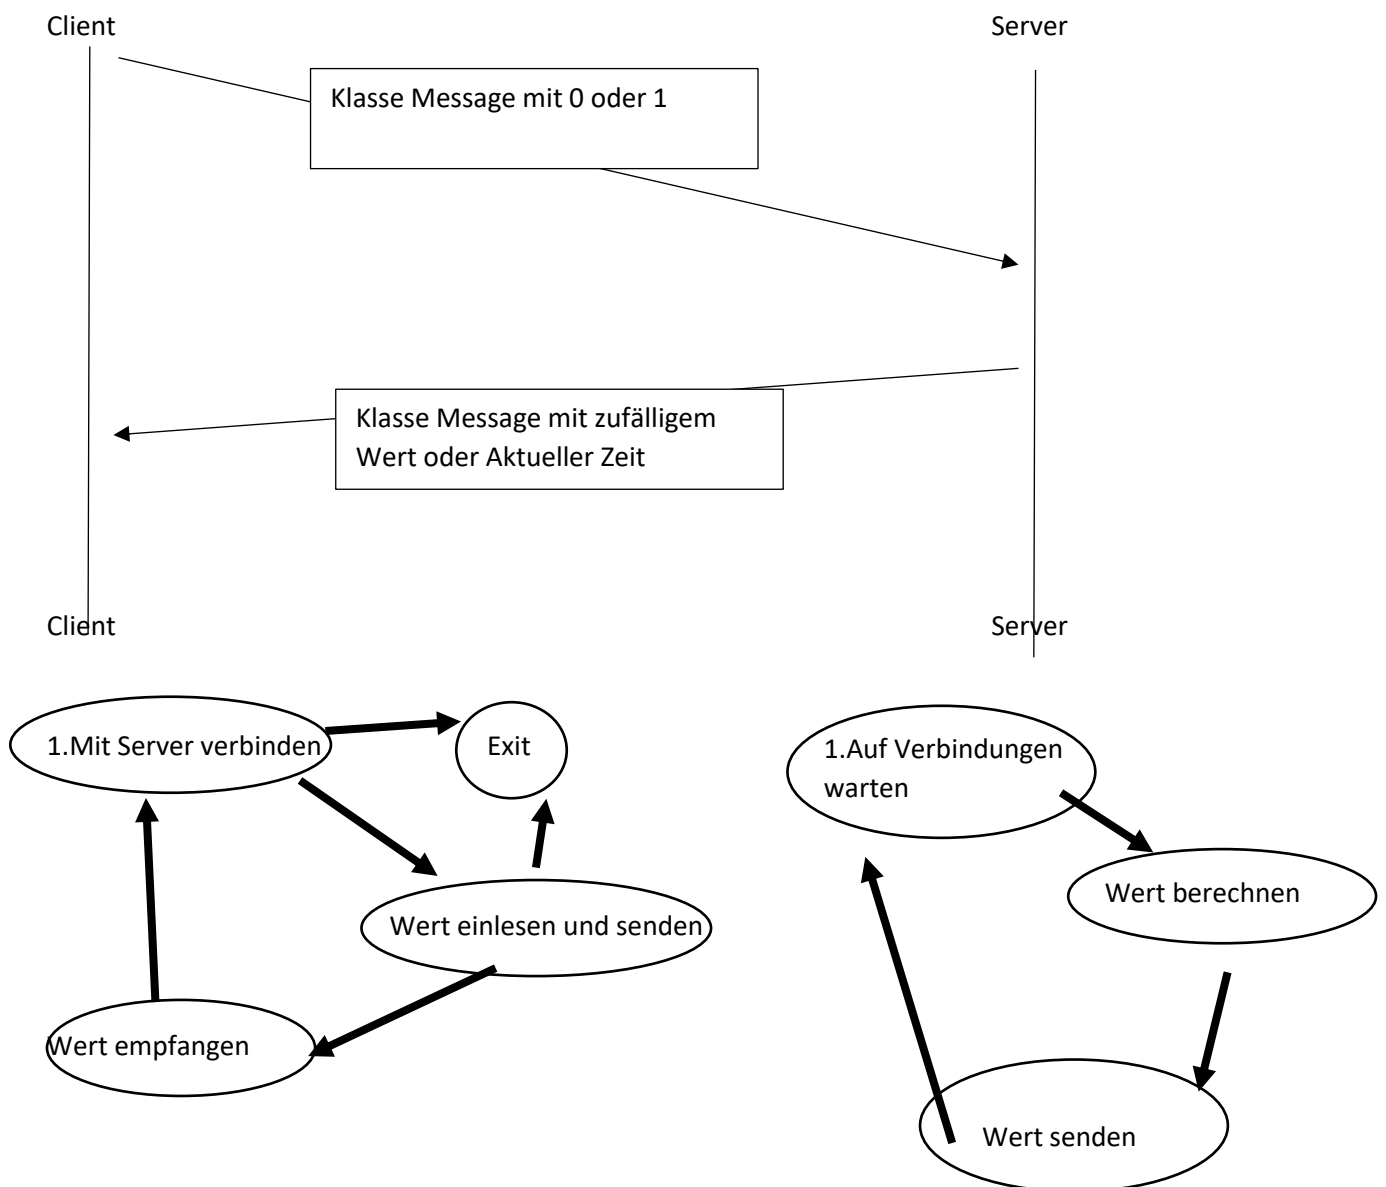 Client
Server
Klasse Message mit 0 oder 1
Klasse Message mit zufälligem
Wert oder Aktueller Zeit
Client
Server
1.Mit Server verbinden
Exit
1.Auf Verbindungen
warten
Wert berechnen
Wert einlesen und senden
Wert empfangen
Wert senden